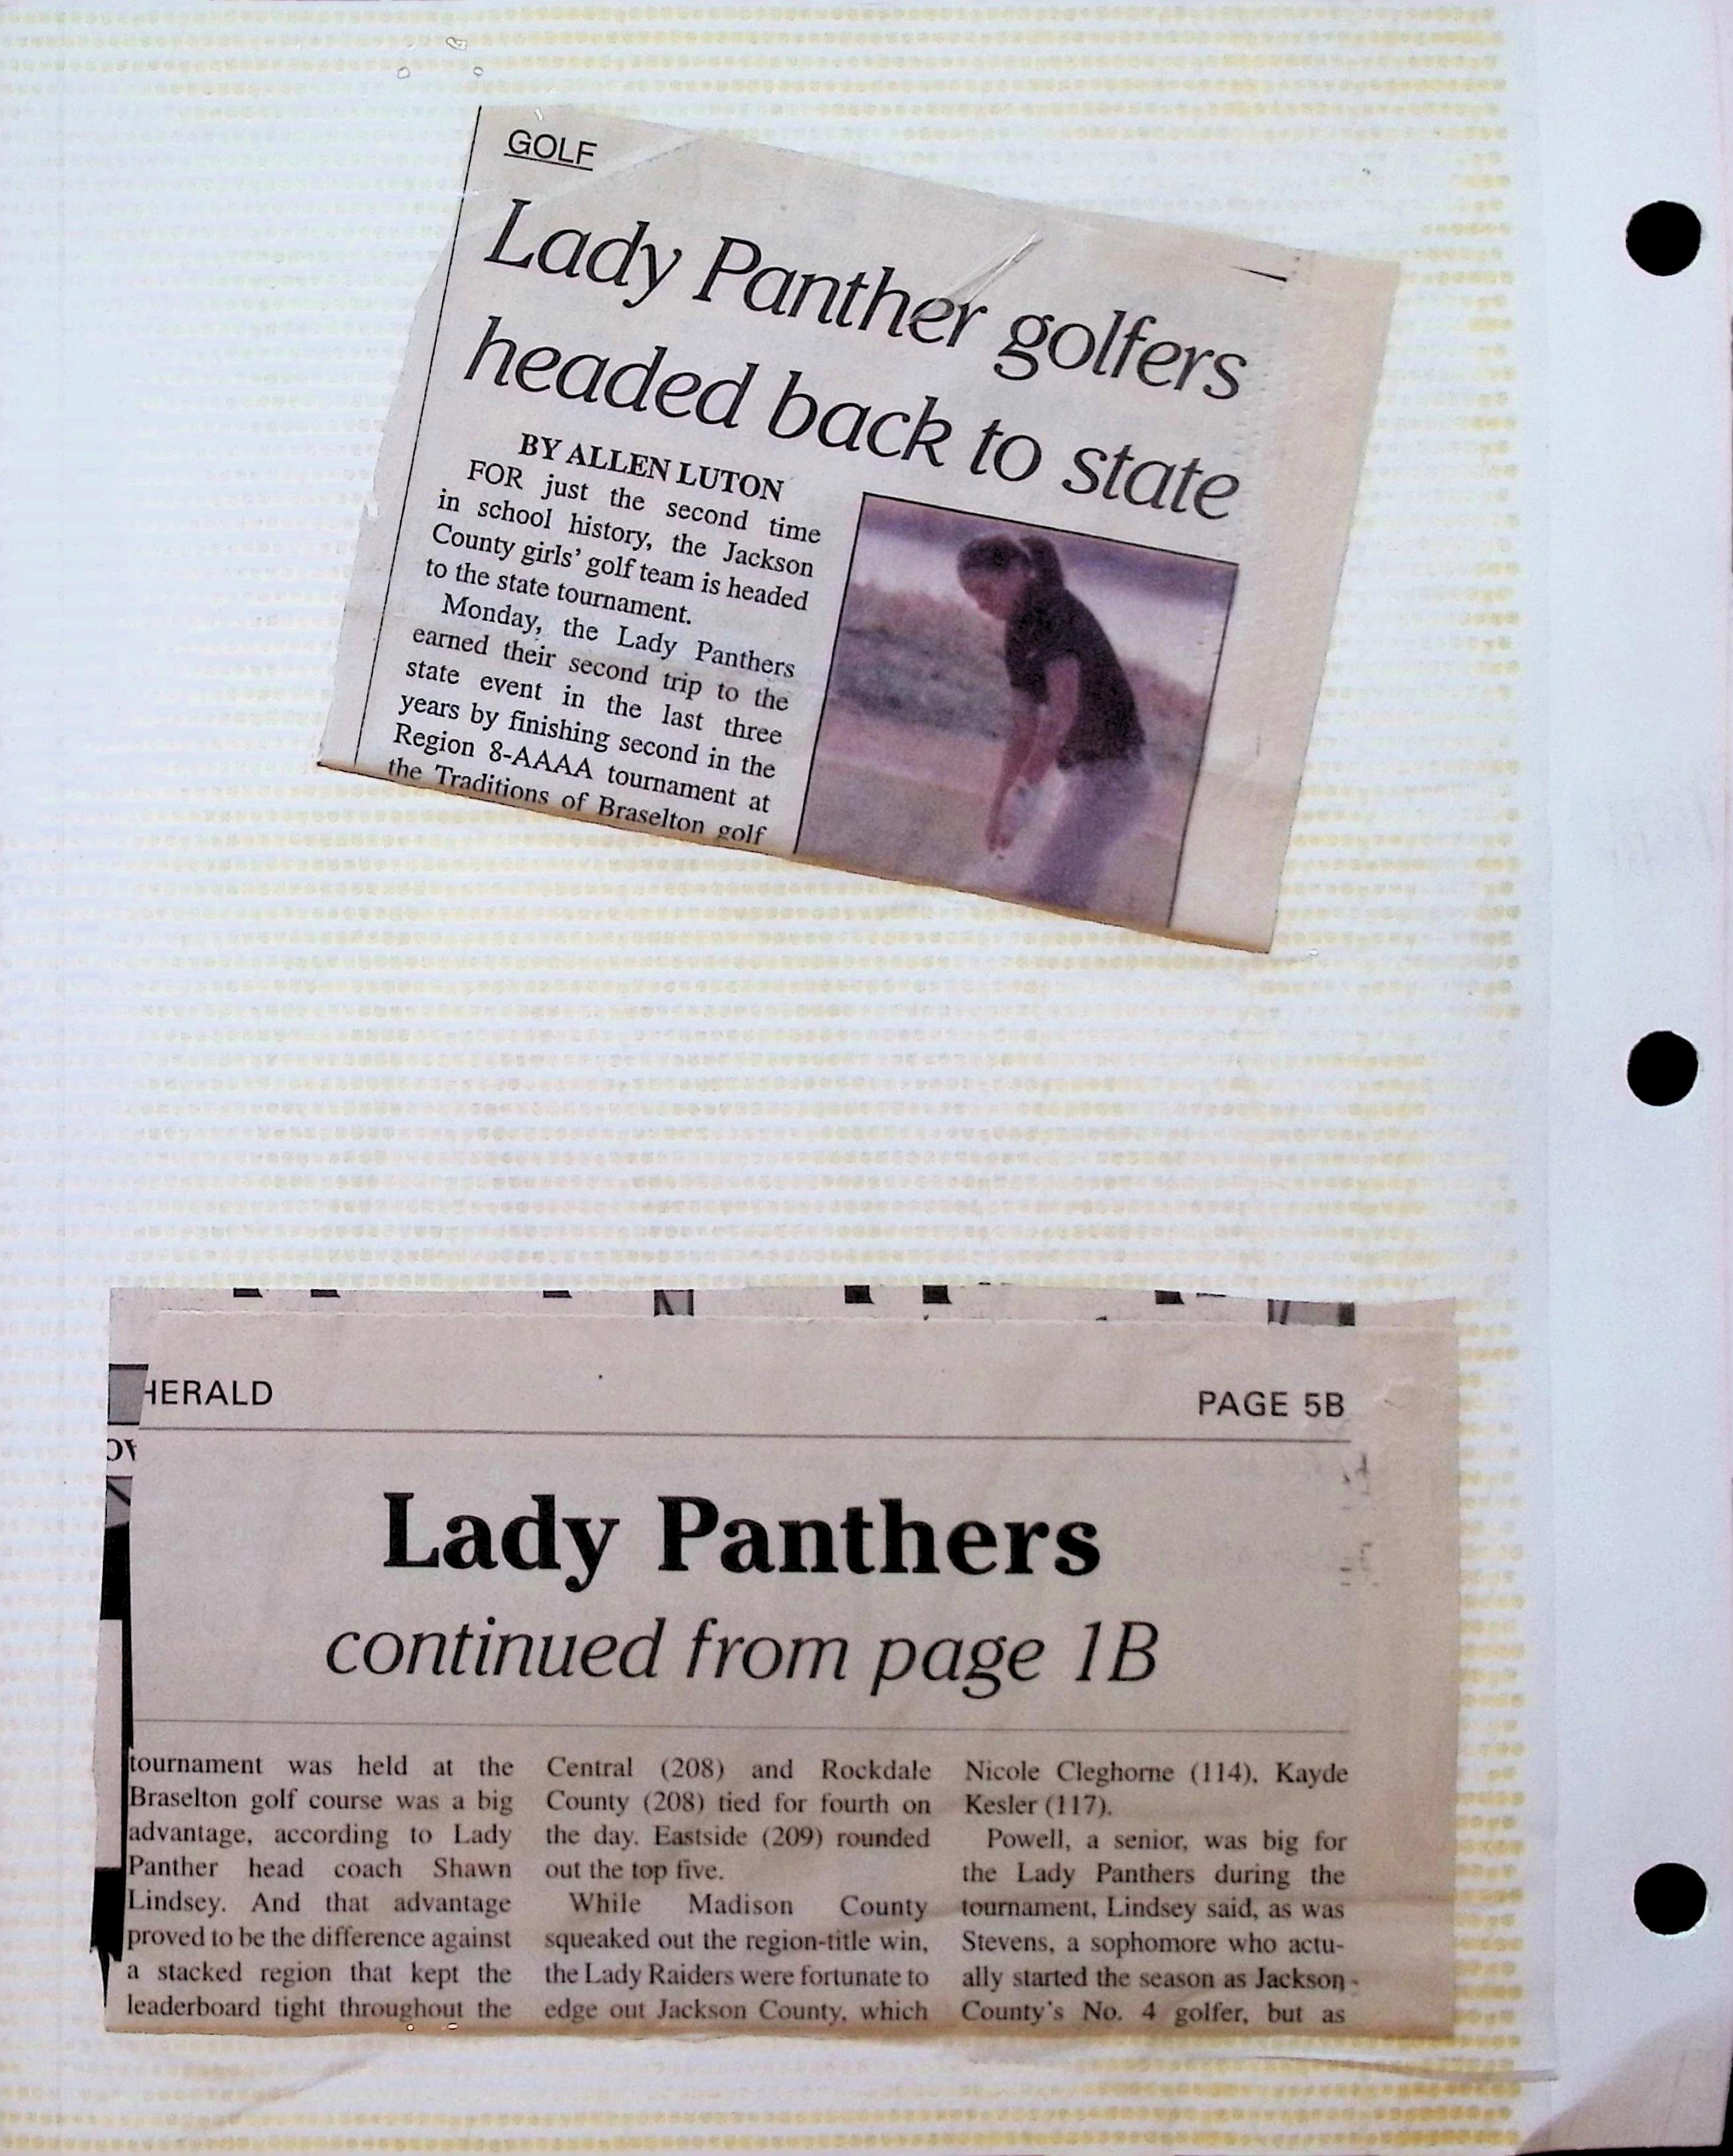 GOLF
Lady Panther golfers
headed back to state
BY ALLEN LUTON
FOR just the second time
in school history, the Jackson
County girls' golf team is headed
to the state tournament.
Monday, the Lady Panthers
earned their second trip to the
state event in the last three
years by finishing second in the
Region 8-AAAA tournament at
the Traditions of Braselton golf
HERALD
PAGE 5B
Lady Panthers
continued from page 1B
tournament was held at the
Braselton golf course was a big
advantage, according to Lady
Panther head coach Shawn
Lindsey. And that advantage
proved to be the difference against
a stacked region that kept the
leaderboard tight throughout the
Central (208) and Rockdale
County (208) tied for fourth on
the day. Eastside (209) rounded
out the top five.
While Madison County
squeaked out the region-title win,
the Lady Raiders were fortunate to
edge out Jackson County, which
Nicole Cleghorne (114), Kayde
Kesler (117).
Powell, a senior, was big for
the Lady Panthers during the
tournament, Lindsey said, as was
Stevens, a sophomore who actu-
ally started the season as Jackson
County's No. 4 golfer, but as